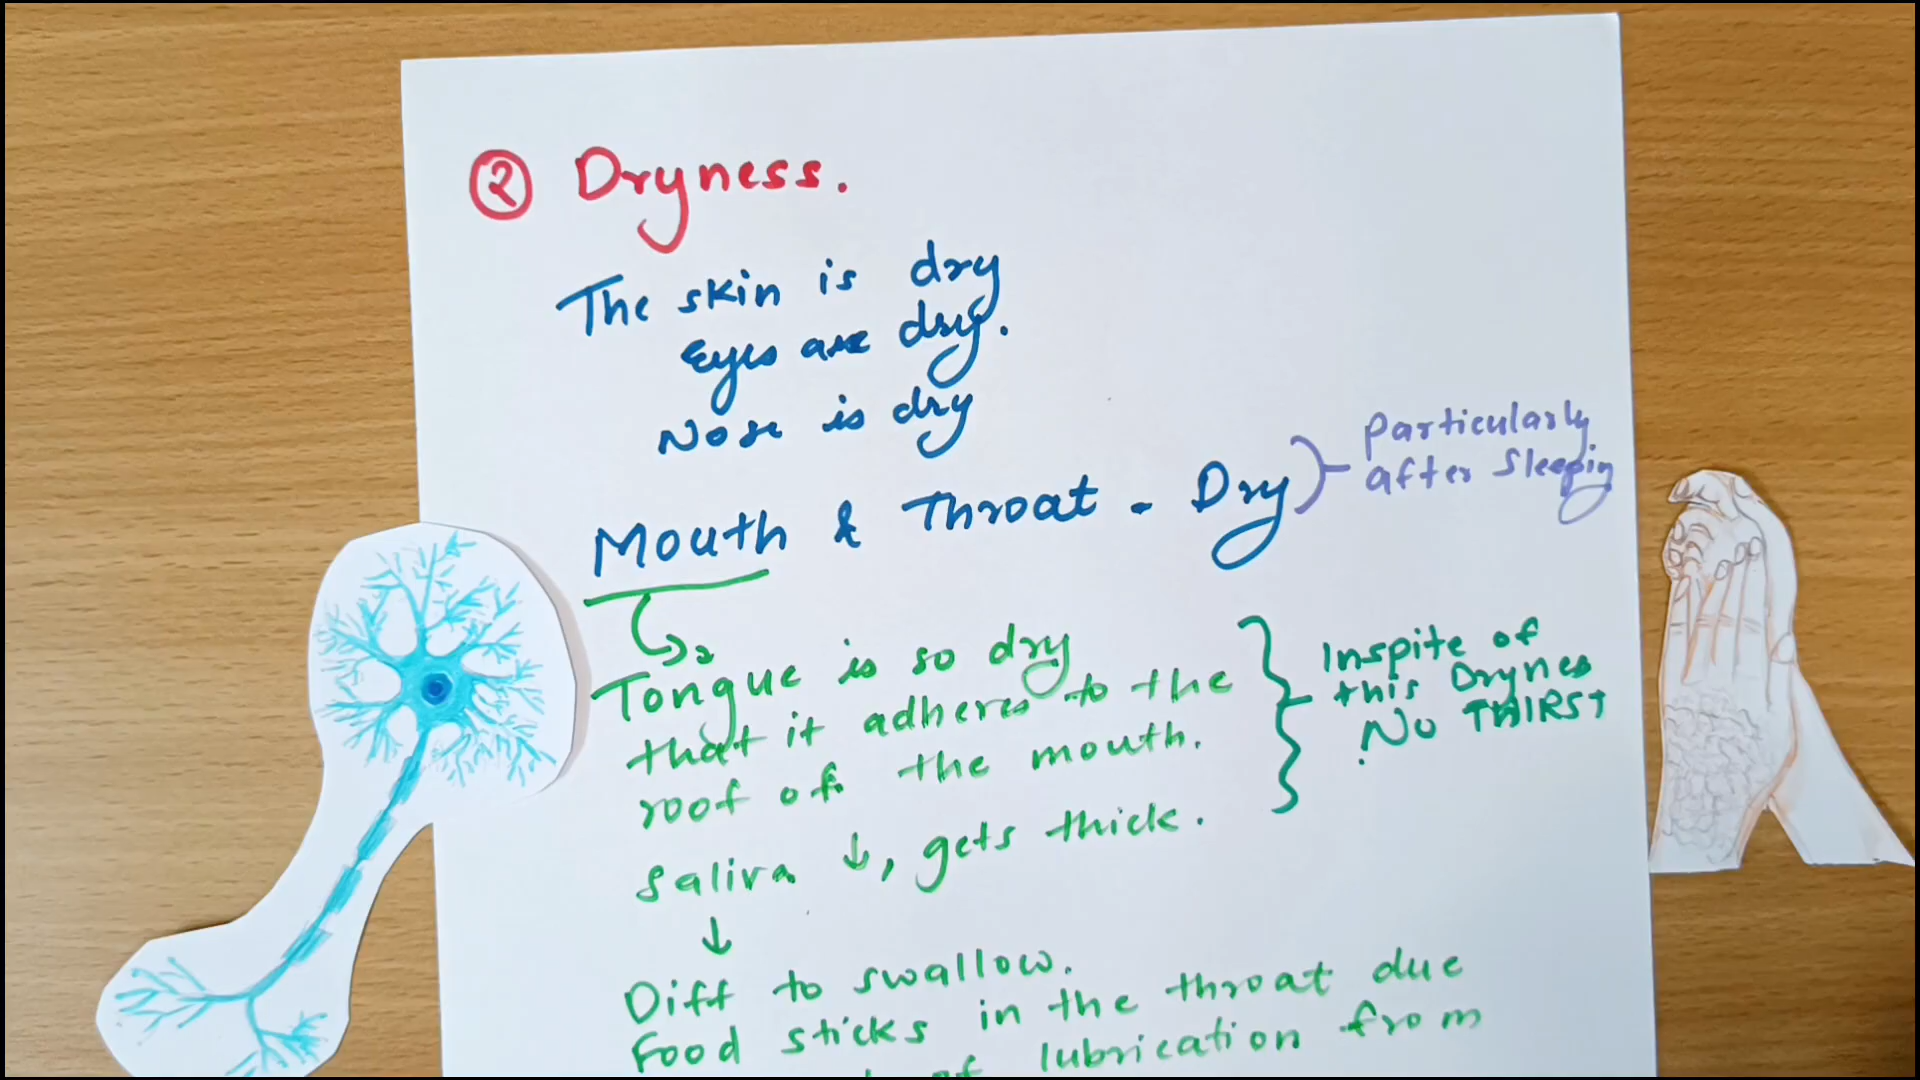 2 Dryness.
The skin is dry
Eyes are dry.
Nose is dry
Mouth & Throat - Dry
Particularly
after Sleeping
Tongue is so dry
that it adheres to the
roof of the mouth.
Inspite of
this Drynes
No THIRST
Saliva ↓, gets thick.
↓
Diff to swallow.
Food sticks in the throat due
of lubrication from